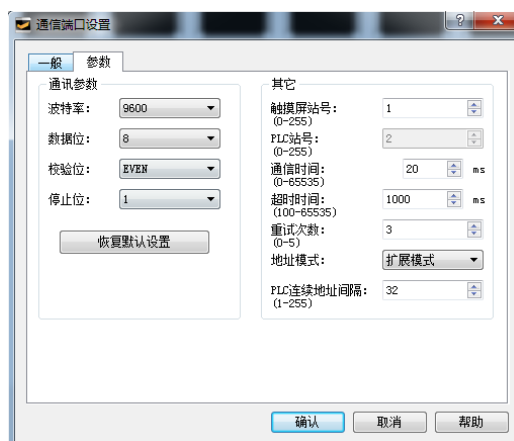 通信端口设置
一般 参数
通讯参数
波特率： 9600
数据位： 8
校验位： EVEN
停止位： 1
恢复默认设置
其它
触摸屏站号： 1
(0-255)
PLC站号： 2
(0-255)
通信时间： 20 ms
(0-65535)
超时时间： 1000 ms
(100-65535)
重试次数： 3
(0-5)
地址模式： 扩展模式
PLC连续地址间隔： 32
(1-255)
确认 取消 帮助